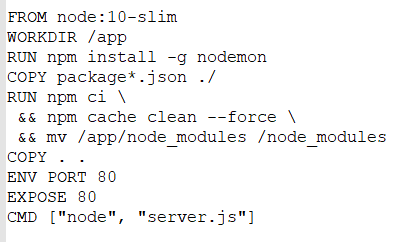 FROM node:10-slim
WORKDIR /app
RUN npm install -g nodemon
COPY package*.json ./
RUN npm ci \
 && npm cache clean --force \
 && mv /app/node_modules /node_modules
COPY . .
ENV PORT 80
EXPOSE 80
CMD ["node", "server.js"]